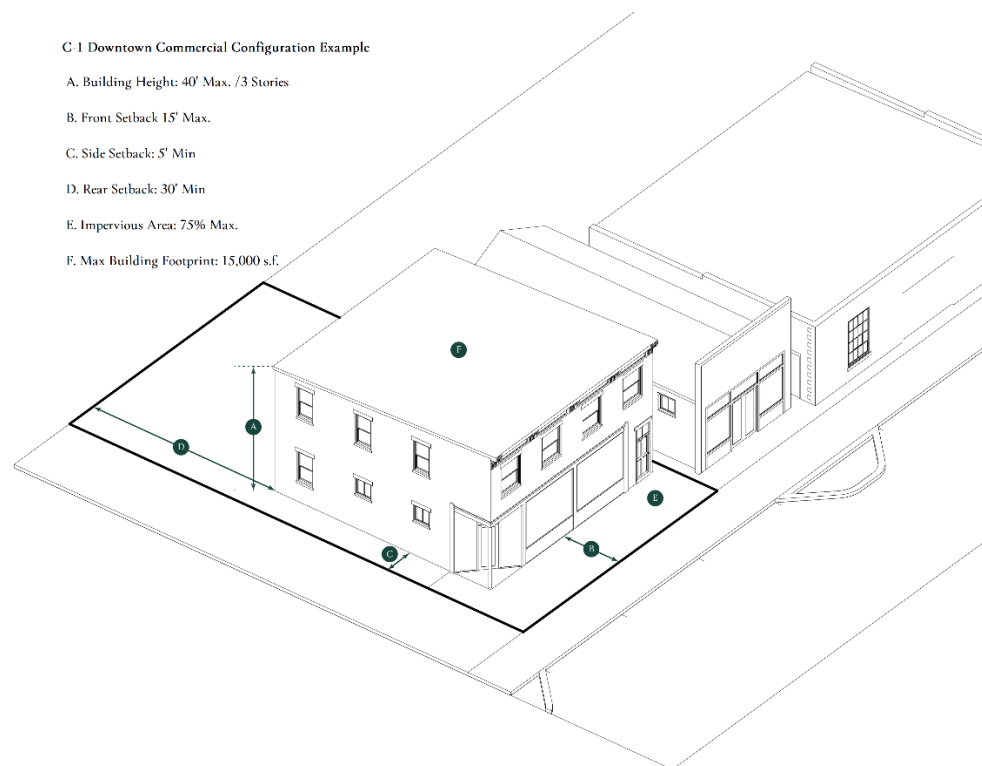 C-1 Downtown Commercial Configuration Example
A. Building Height: 40' Max. /3 Stories
B. Front Setback 15' Max.
C. Side Setback: 5' Min
D. Rear Setback: 30' Min
E. Impervious Area: 75% Max.
F. Max Building Footprint: 15,000 s.f.
F
A
D
E
C
B